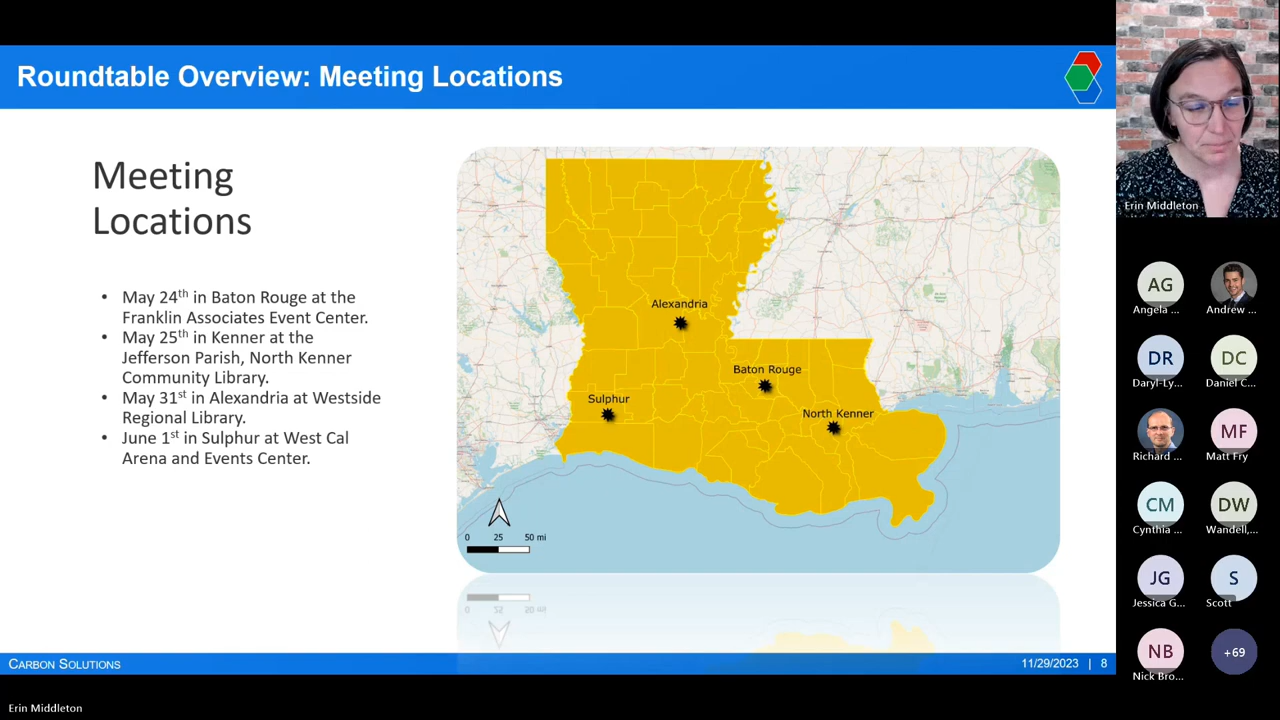 Roundtable Overview: Meeting Locations
Meeting
Locations
• May 24th in Baton Rouge at the
Franklin Associates Event Center.
• May 25th in Kenner at the
Jefferson Parish, North Kenner
Community Library.
• May 31st in Alexandria at Westside
Regional Library.
• June 1st in Sulphur at West Cal
Arena and Events Center.
Alexandria
Baton Rouge
Sulphur
North Kenner
0 25 50 mi
CARBON SOLUTIONS
11/29/2023 | 8
Erin Middleton
AG
Angela ...
Andrew ...
DR
Daryl-Ly...
DC
Daniel C...
Richard ...
MF
Matt Fry
CM
Cynthia ...
DW
Wandell,...
JG
Jessica G...
S
Scott
NB
Nick Bro...
+69
Erin Middleton